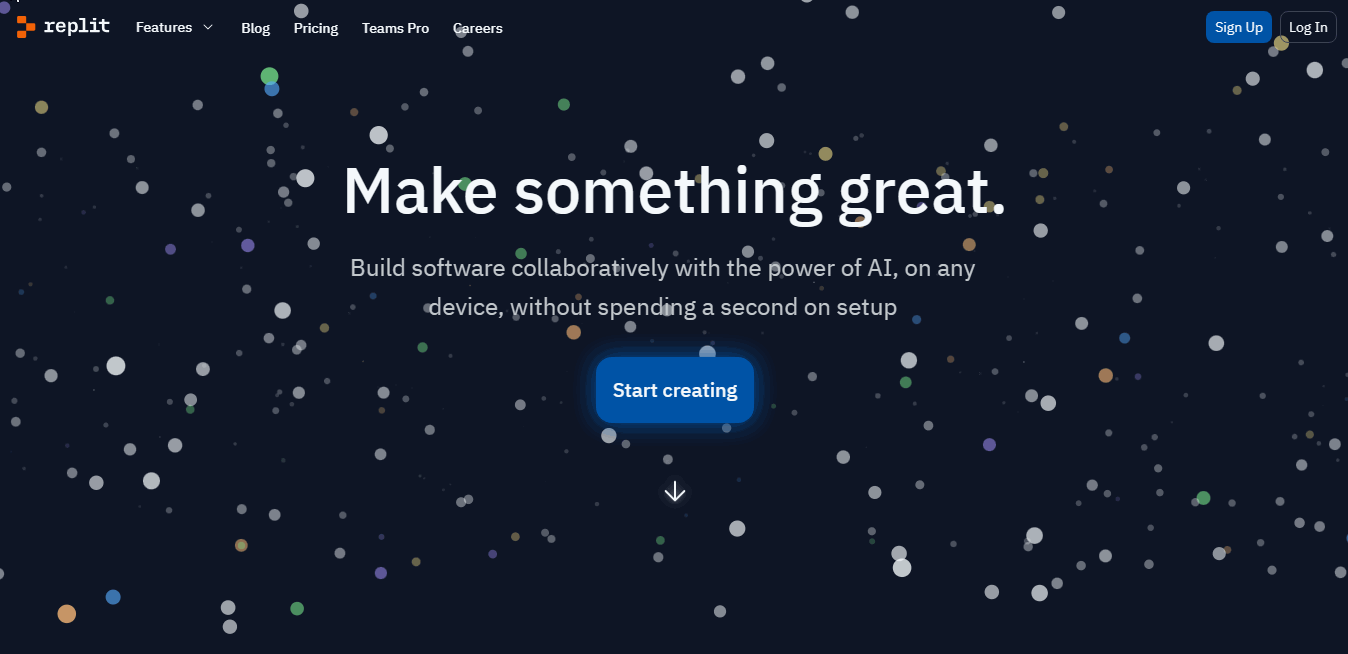 replit
Features
Blog
Pricing
Teams Pro
Careers
Sign Up
Log In
Make something great.
Build software collaboratively with the power of AI, on any
device, without spending a second on setup
Start creating